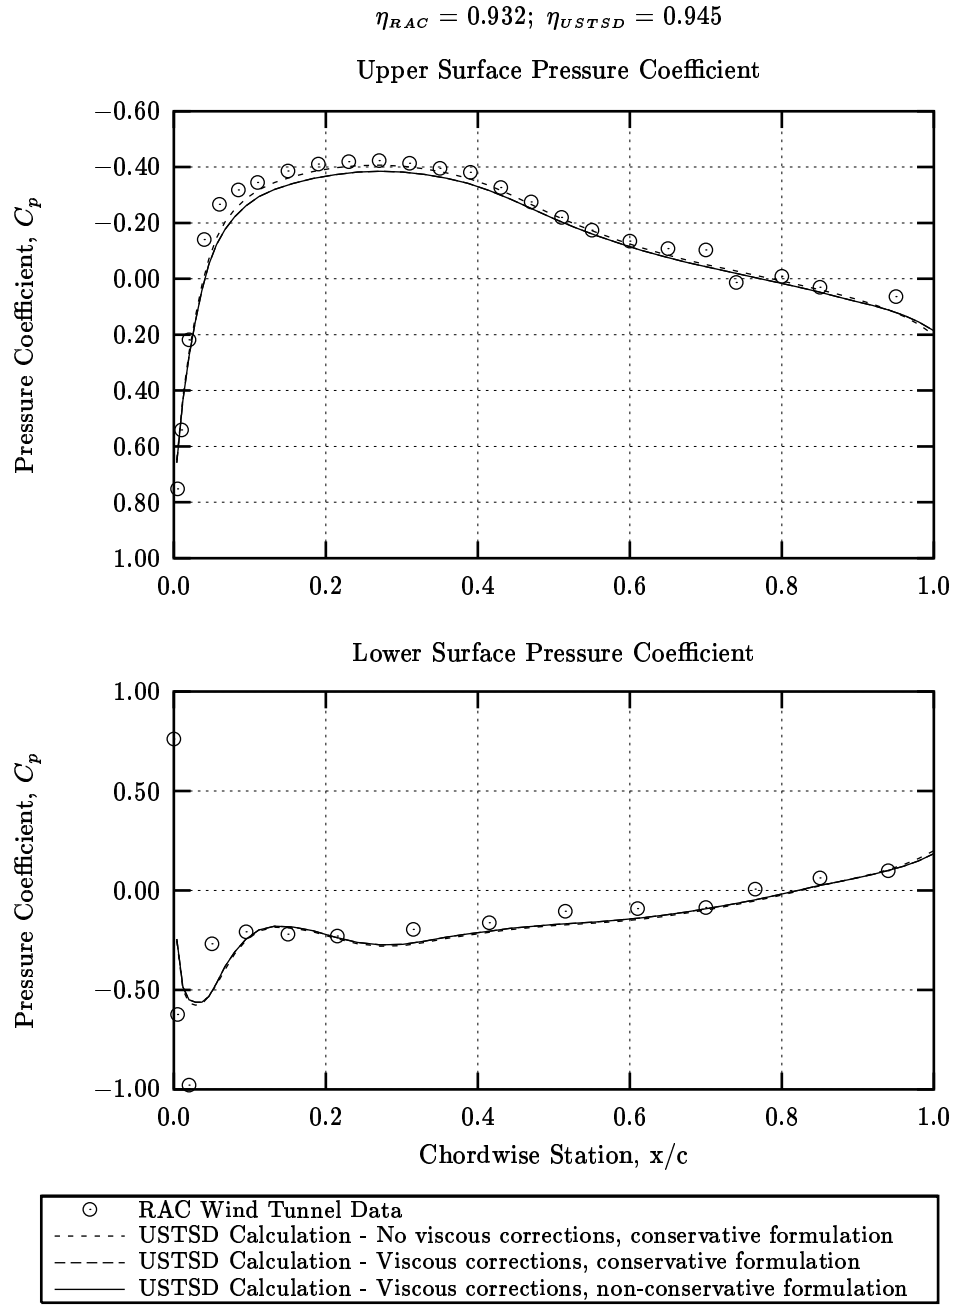 η_RAC = 0.932; η_USTSD = 0.945
Upper Surface Pressure Coefficient
−0.60
−0.40
−0.20
0.00
0.20
0.40
0.60
0.80
1.00
Pressure Coefficient, C_p
0.0 0.2 0.4 0.6 0.8 1.0
Lower Surface Pressure Coefficient
1.00
0.50
0.00
−0.50
−1.00
Pressure Coefficient, C_p
0.0 0.2 0.4 0.6 0.8 1.0
Chordwise Station, x/c
RAC Wind Tunnel Data
USTSD Calculation - No viscous corrections, conservative formulation
USTSD Calculation - Viscous corrections, conservative formulation
USTSD Calculation - Viscous corrections, non-conservative formulation